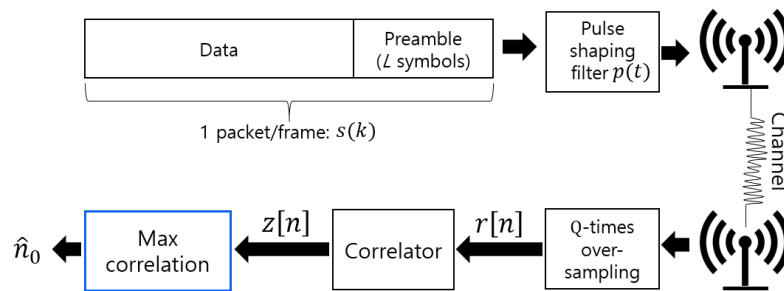 Data
Preamble
(L symbols)
Pulse
shaping
filter p(t)
1 packet/frame: s(k)
Channel
Q-times
over-
sampling
r[n]
Correlator
z[n]
Max
correlation
n̂₀